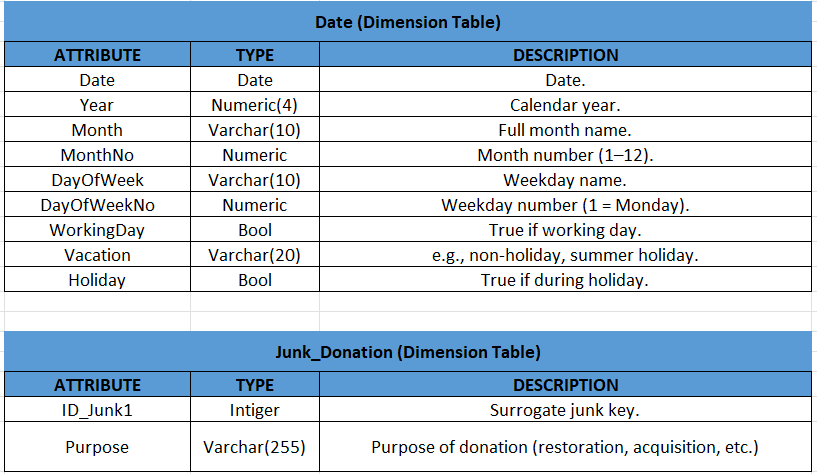 Date (Dimension Table)
ATTRIBUTE TYPE DESCRIPTION
Date Date Date.
Year Numeric(4) Calendar year.
Month Varchar(10) Full month name.
MonthNo Numeric Month number (1–12).
DayOfWeek Varchar(10) Weekday name.
DayOfWeekNo Numeric Weekday number (1 = Monday).
WorkingDay Bool True if working day.
Vacation Varchar(20) e.g., non-holiday, summer holiday.
Holiday Bool True if during holiday.
Junk_Donation (Dimension Table)
ATTRIBUTE TYPE DESCRIPTION
ID_Junk1 Intiger Surrogate junk key.
Purpose Varchar(255) Purpose of donation (restoration, acquisition, etc.)